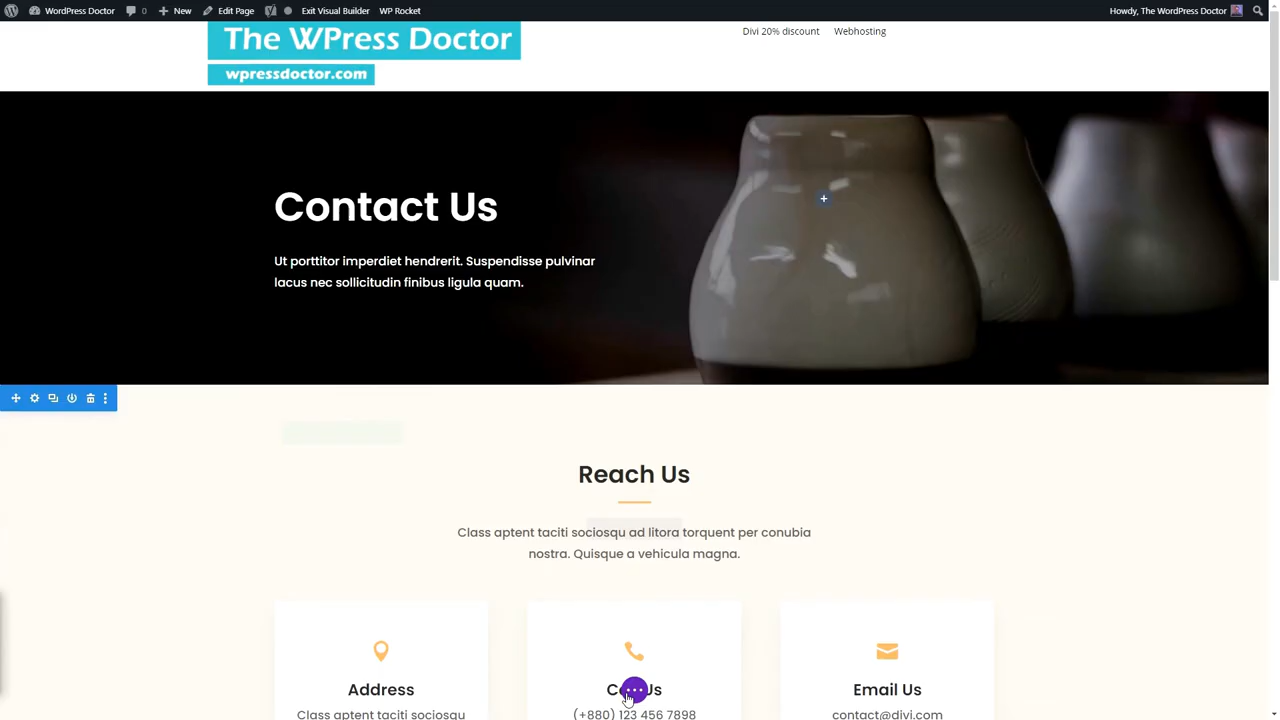 WordPress Doctor 0 New Edit Page Exit Visual Builder WP Rocket Howdy, The WordPress Doctor
The WPress Doctor
wpressdoctor.com
Divi 20% discount Webhosting
Contact Us
Ut porttitor imperdiet hendrerit. Suspendisse pulvinar
lacus nec sollicitudin finibus ligula quam.
Reach Us
Class aptent taciti sociosqu ad litora torquent per conubia
nostra. Quisque a vehicula magna.
Address
Class aptent taciti sociosqu
Us
(+880) 123 456 7898
Email Us
contact@divi.com